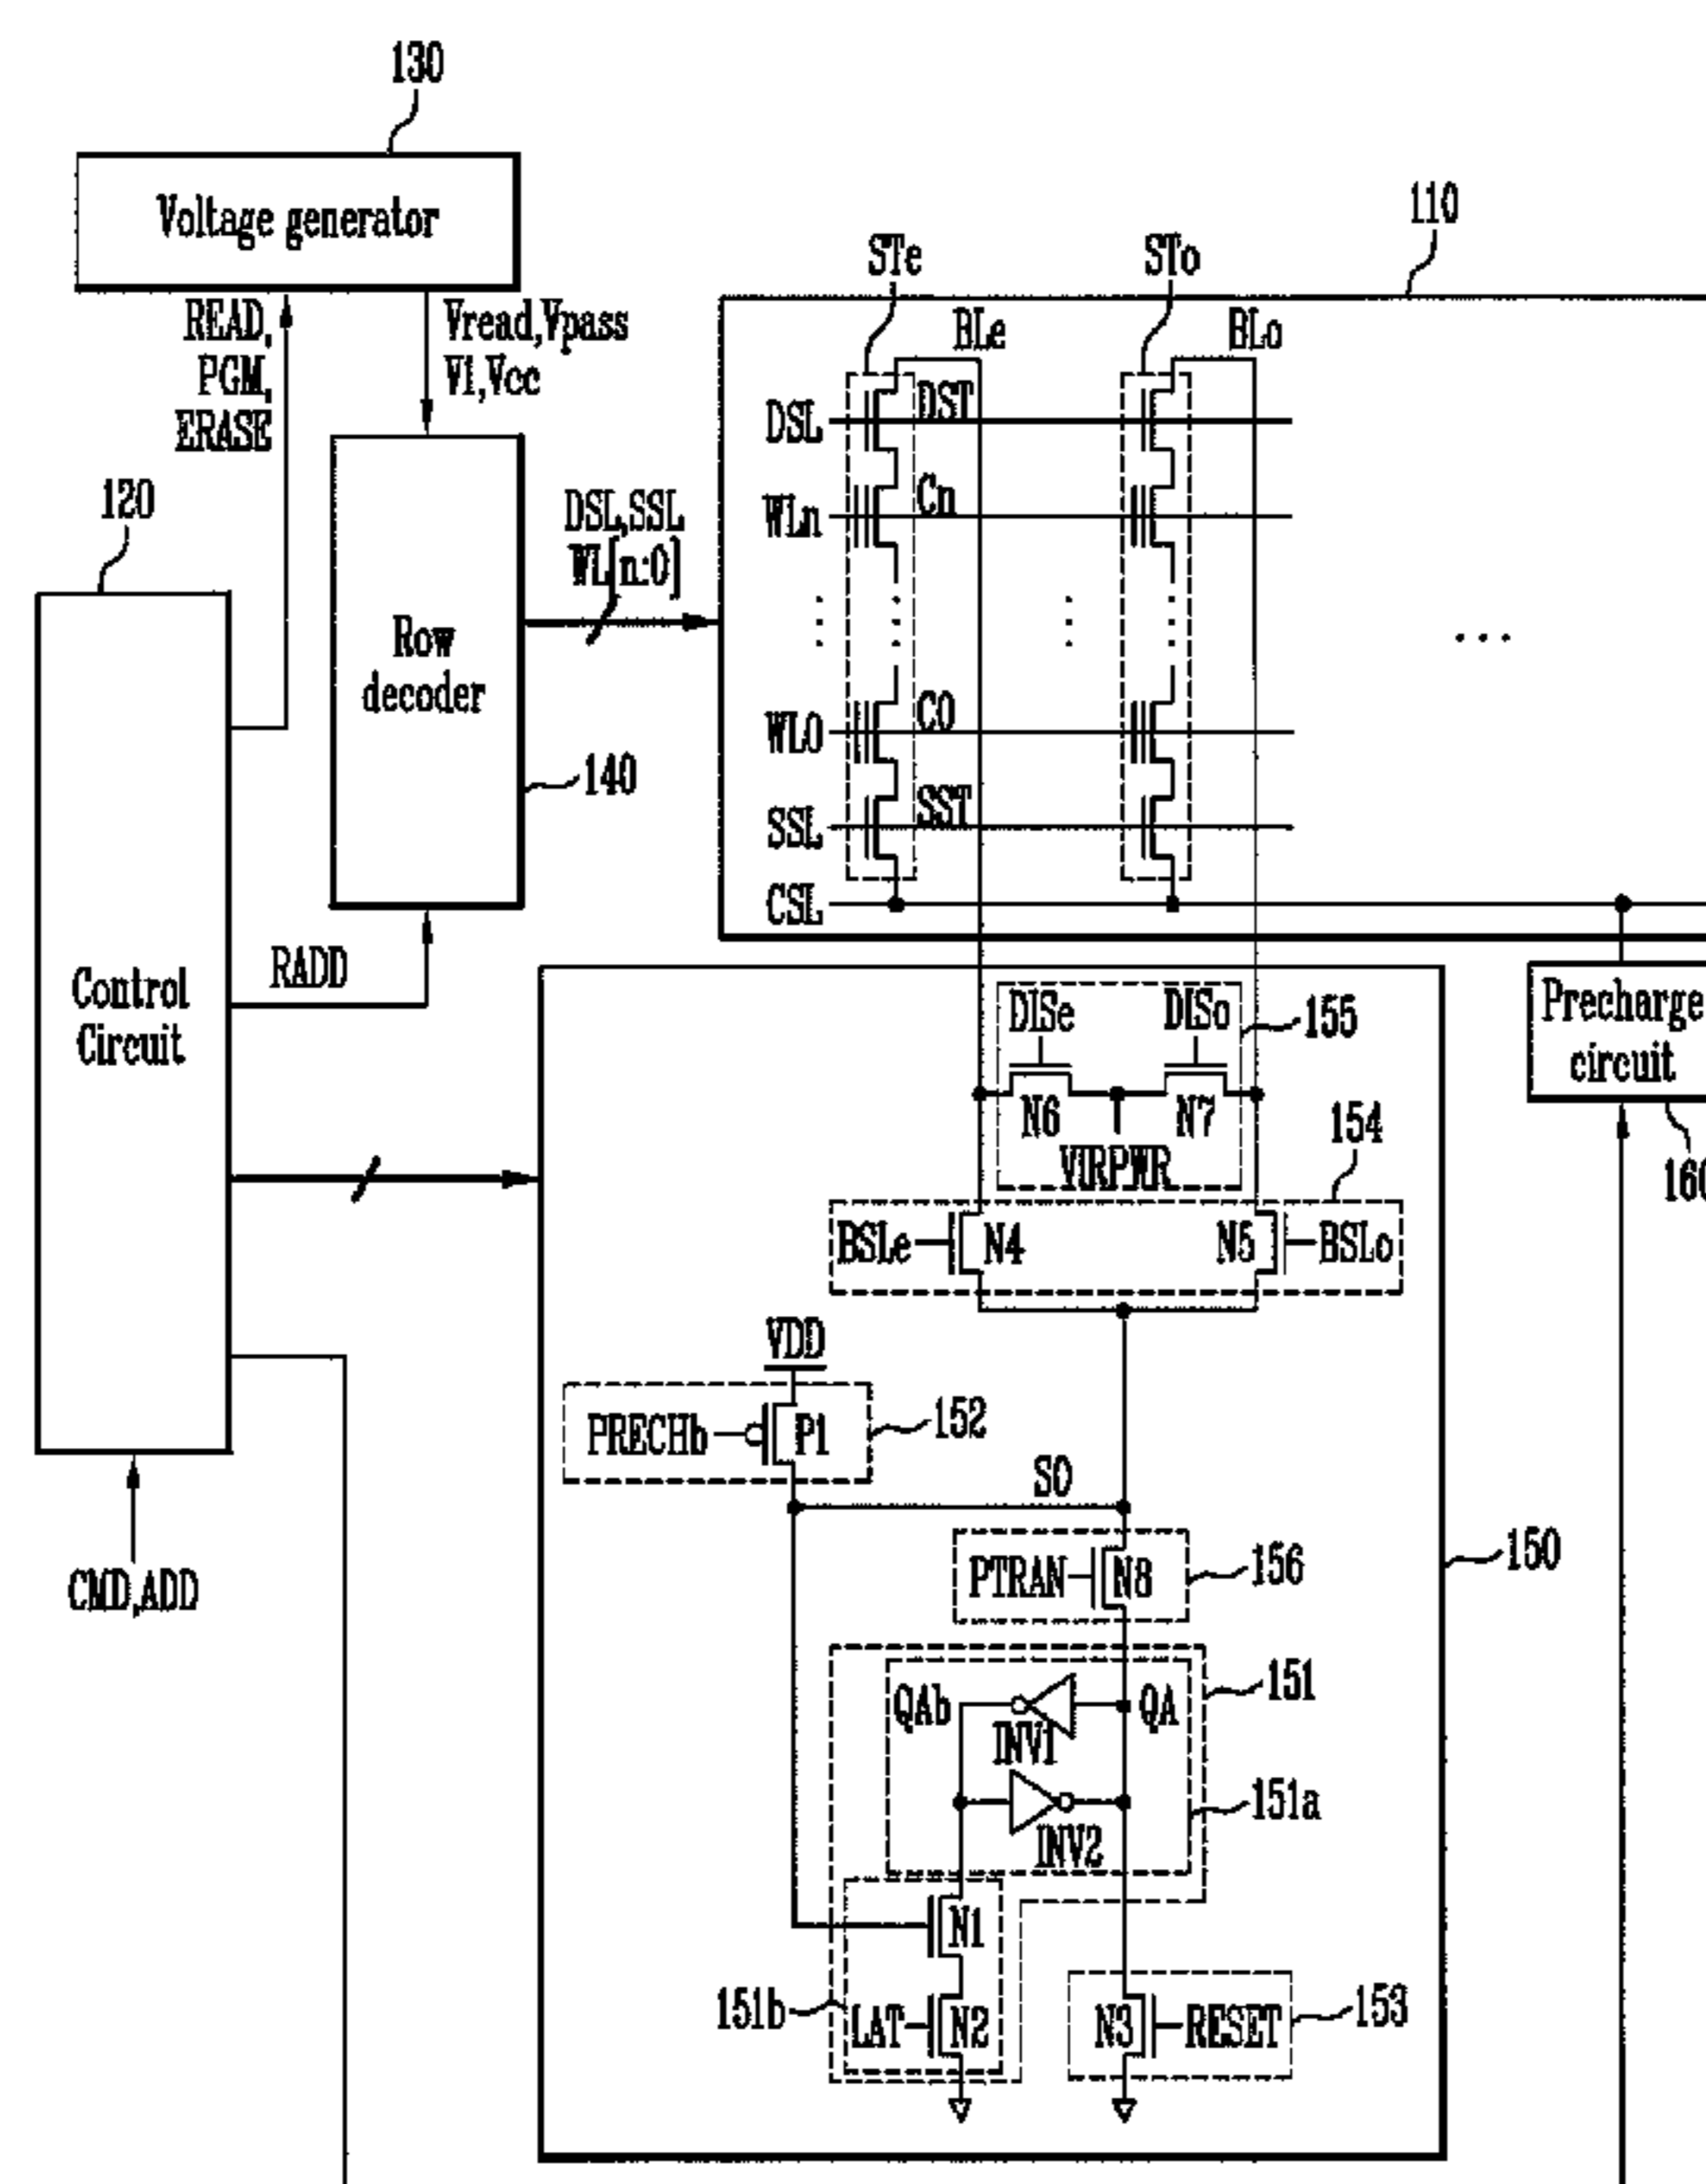 130
Voltage generator
110
STe
STo
BLe
BLo
READ,
PGM,
ERASE
Vread,Vpass
V1,Vcc
DSL
DST
WLn
Cn
120
DSL,SSL
WL[n:0]
Row
decoder
WL0
C0
140
SSL
SST
CSL
RADD
Control
Circuit
DISe
DISo
155
Precharge
circuit
N6
N7
VIRPWR
154
160
BSLe
N4
N5
BSLo
VDD
PRECHb
P1
152
SO
CMD,ADD
PTRAN
N8
156
150
QAb
QA
151
INV1
151a
INV2
N1
151b
LAT
N2
N3
RESET
153